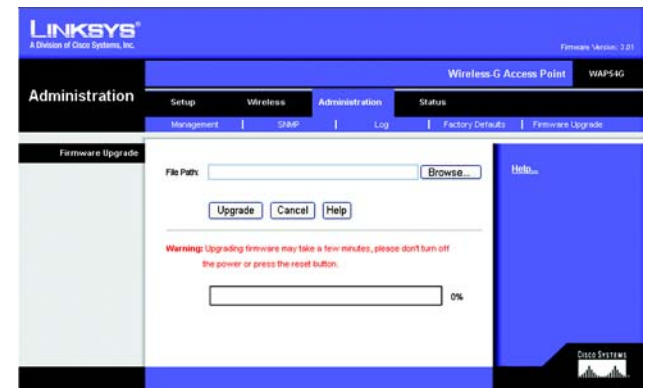 LINKSYS®
A Division of Cisco Systems, Inc.
Firmware Version: 3.01
Wireless-G Access Point WAP54G
Administration
Setup Wireless Administration Status
Management | SNMP | Log | Factory Defaults | Firmware Upgrade
Firmware Upgrade
File Path: Browse...
Help...
Upgrade Cancel Help
Warning: Upgrading firmware may take a few minutes, please don't turn off
the power or press the reset button.
0%
CISCO SYSTEMS